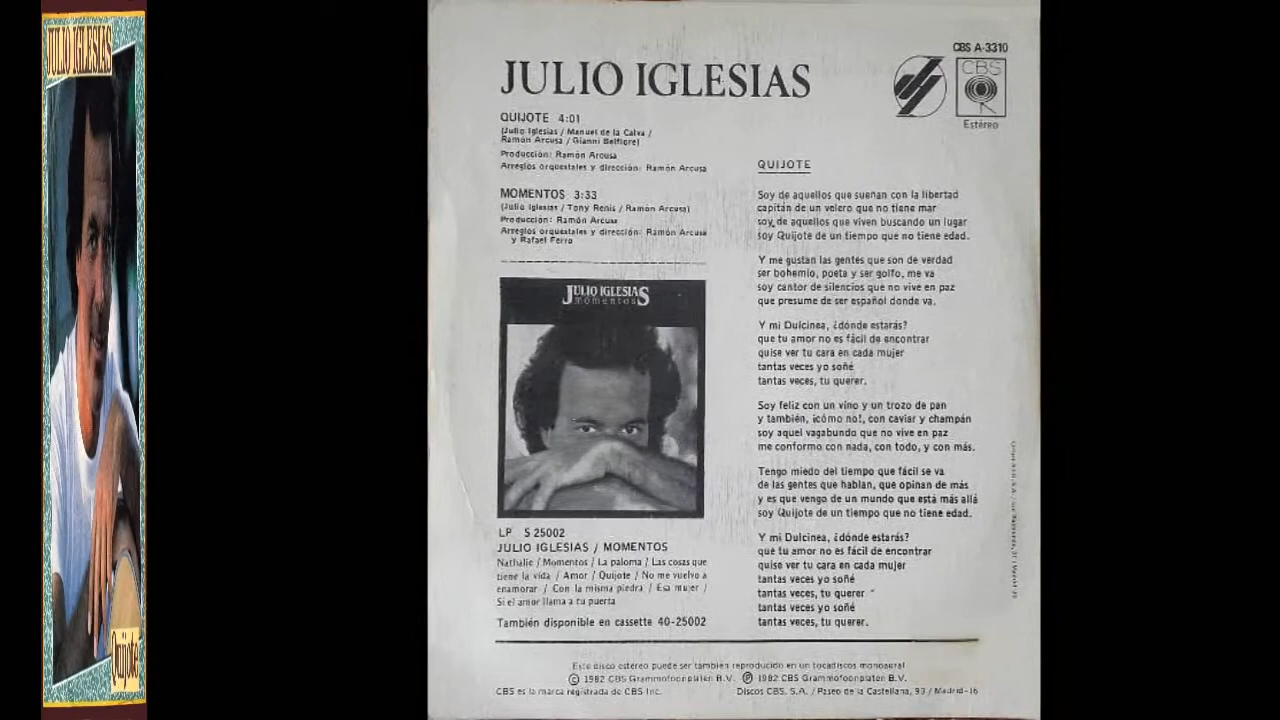 JULIO IGLESIAS
Quijote
CBS A-3310
JULIO IGLESIAS
CBS
Estéreo
QUIJOTE 4:01
(Julio Iglesias / Manuel de la Calva /
Ramón Arcusa / Gianni Belfiore)
Producción: Ramón Arcusa
Arreglos orquestales y dirección: Ramón Arcusa
MOMENTOS 3:33
(Julio Iglesias / Tony Renis / Ramón Arcusa)
Producción: Ramón Arcusa
Arreglos orquestales y dirección: Ramón Arcusa
y Rafael Ferro
JULIO IGLESIAS
momentos
LP S 25002
JULIO IGLESIAS / MOMENTOS
Nathalie / Momentos / La paloma / Las cosas que
tiene la vida / Amor / Quijote / No me vuelvo a
enamorar / Con la misma piedra / Esa mujer /
Si el amor llama a tu puerta
También disponible en cassette 40-25002
QUIJOTE
Soy de aquellos que sueñan con la libertad
capitán de un velero que no tiene mar
soy de aquellos que viven buscando un lugar
soy Quijote de un tiempo que no tiene edad.
Y me gustan las gentes que son de verdad
ser bohemio, poeta y ser golfo, me va
soy cantor de silencios que no vive en paz
que presume de ser español donde va.
Y mi Dulcinea, ¿dónde estarás?
que tu amor no es fácil de encontrar
quise ver tu cara en cada mujer
tantas veces yo soñé
tantas veces, tu querer.
Soy feliz con un vino y un trozo de pan
y también, ¡cómo no!, con caviar y champán
soy aquel vagabundo que no vive en paz
me conformo con nada, con todo, y con más.
Tengo miedo del tiempo que fácil se va
de las gentes que hablan, que opinan de más
y es que vengo de un mundo que está más allá
soy Quijote de un tiempo que no tiene edad.
Y mi Dulcinea, ¿dónde estarás?
que tu amor no es fácil de encontrar
quise ver tu cara en cada mujer
tantas veces yo soñé
tantas veces, tu querer
tantas veces yo soñé
tantas veces, tu querer.
Este disco estéreo puede ser también reproducido en un tocadiscos monoaural
© 1982 CBS Grammofoonplaten B.V. ℗ 1982 CBS Grammofoonplaten B.V.
CBS es la marca registrada de CBS Inc.
Discos CBS, S.A. / Paseo de la Castellana, 93 / Madrid-16